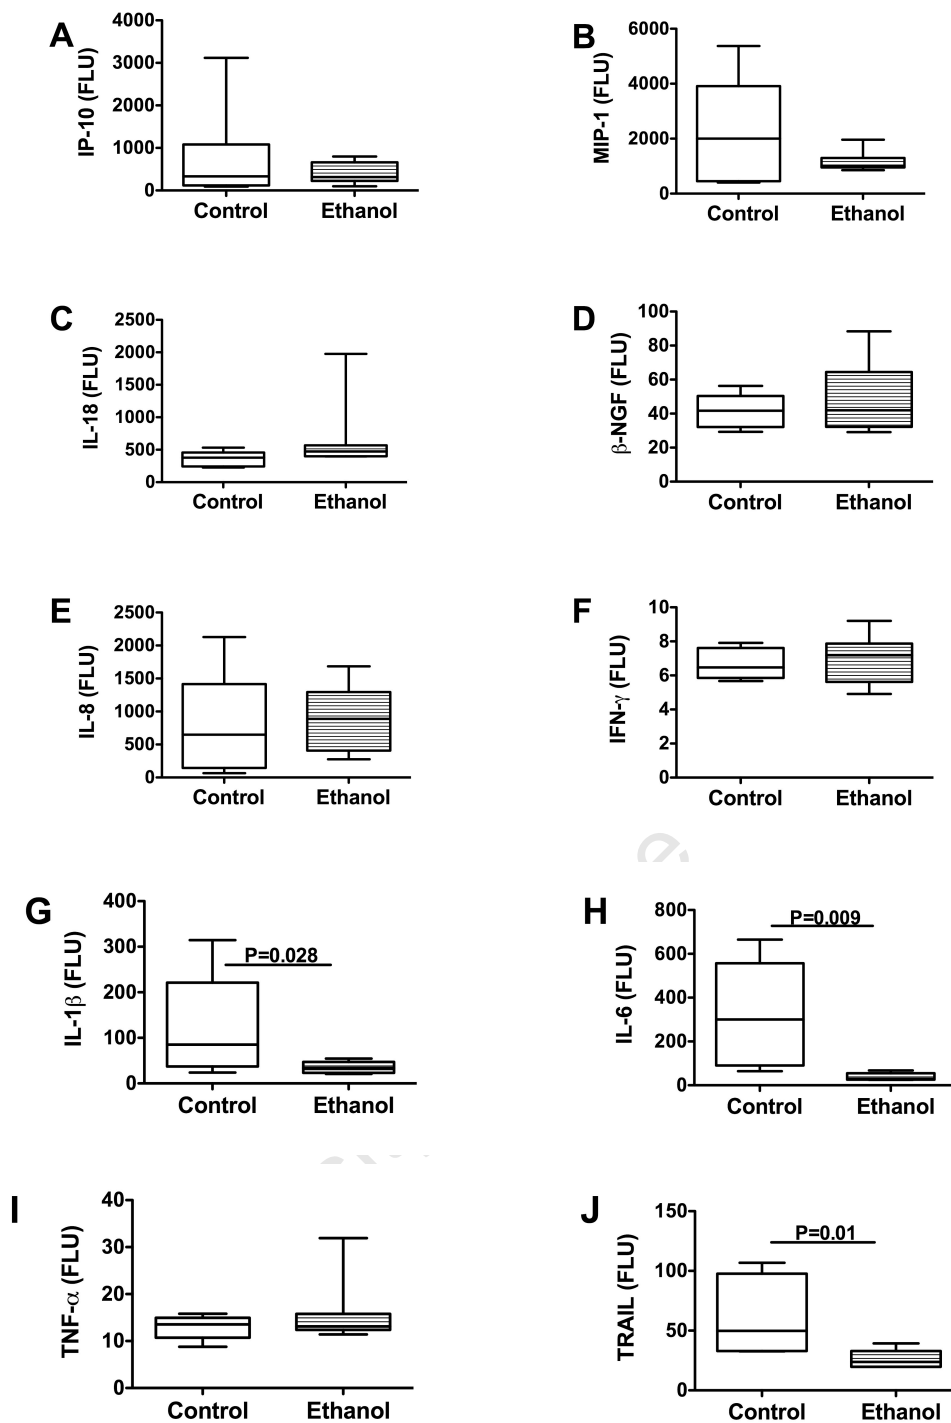 A
IP-10 (FLU)
4000
3000
2000
1000
0
Control Ethanol
B
MIP-1 (FLU)
6000
4000
2000
0
Control Ethanol
C
IL-18 (FLU)
2500
2000
1500
1000
500
0
Control Ethanol
D
β-NGF (FLU)
100
80
60
40
20
0
Control Ethanol
E
IL-8 (FLU)
2500
2000
1500
1000
500
0
Control Ethanol
F
IFN-γ (FLU)
10
8
6
4
2
0
Control Ethanol
G
IL-1β (FLU)
400
300
200
100
0
P=0.028
Control Ethanol
H
IL-6 (FLU)
800
600
400
200
0
P=0.009
Control Ethanol
I
TNF-α (FLU)
40
30
20
10
0
Control Ethanol
J
TRAIL (FLU)
150
100
50
0
P=0.01
Control Ethanol